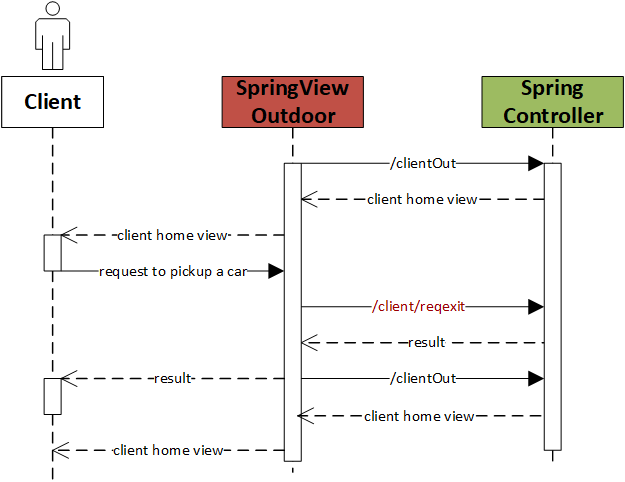 Client
SpringView
Outdoor
Spring
Controller
/clientOut
client home view
client home view
request to pickup a car
/client/reqexit
result
result
/clientOut
client home view
client home view